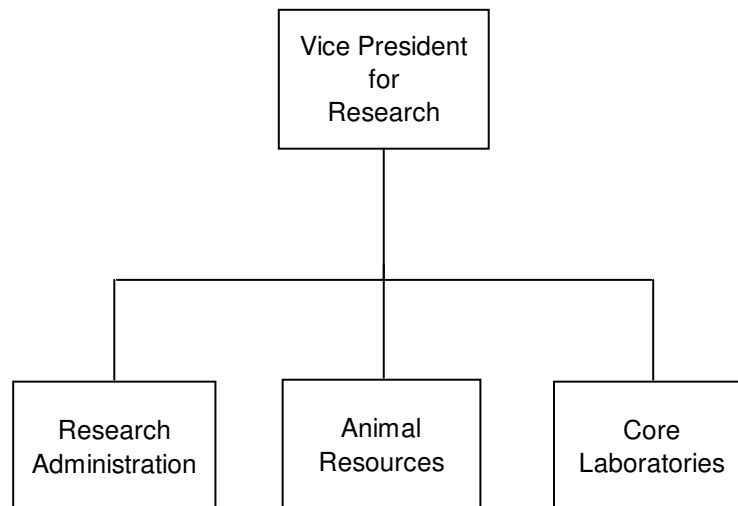 Vice President
for
Research
Research
Administration
Animal
Resources
Core
Laboratories